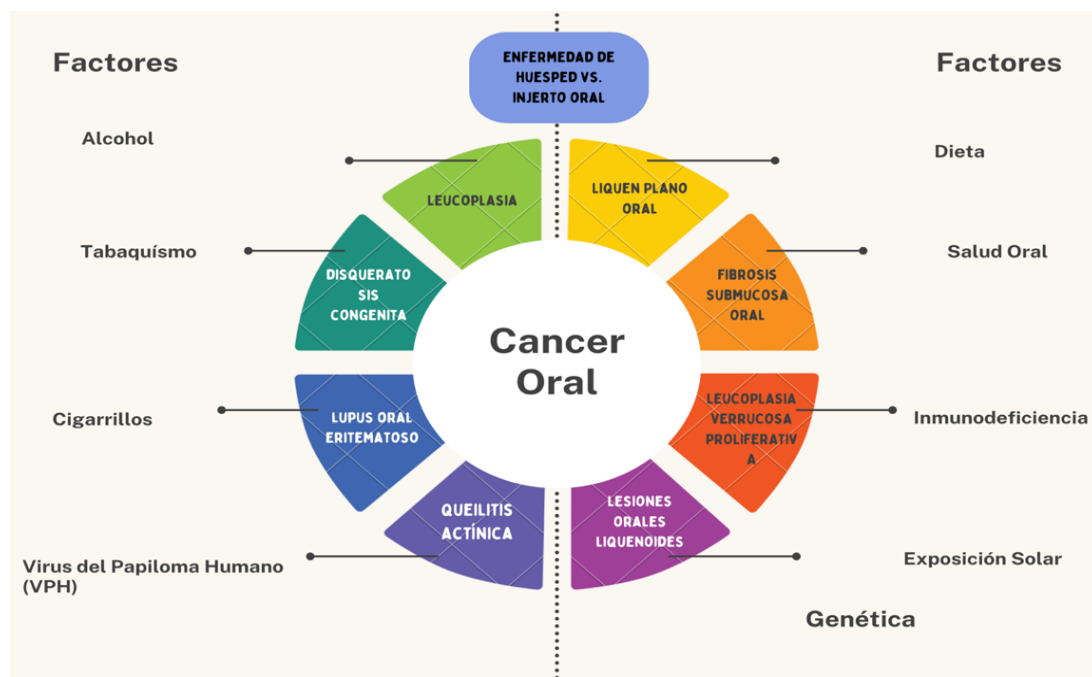 Factores
ENFERMEDAD DE
HUESPED VS.
INJERTO ORAL
Factores
Alcohol
Dieta
LEUCOPLASIA
LIQUEN PLANO
ORAL
Tabaquísmo
Salud Oral
DISQUERATO
SIS
CONGENITA
FIBROSIS
SUBMUCOSA
ORAL
Cancer
Oral
Cigarrillos
Inmunodeficiencia
LUPUS ORAL
ERITEMATOSO
LEUCOPLASIA
VERRUCOSA
PROLIFERATIV
A
QUEILITIS
ACTÍNICA
LESIONES
ORALES
LIQUENOIDES
Virus del Papiloma Humano
(VPH)
Exposición Solar
Genética